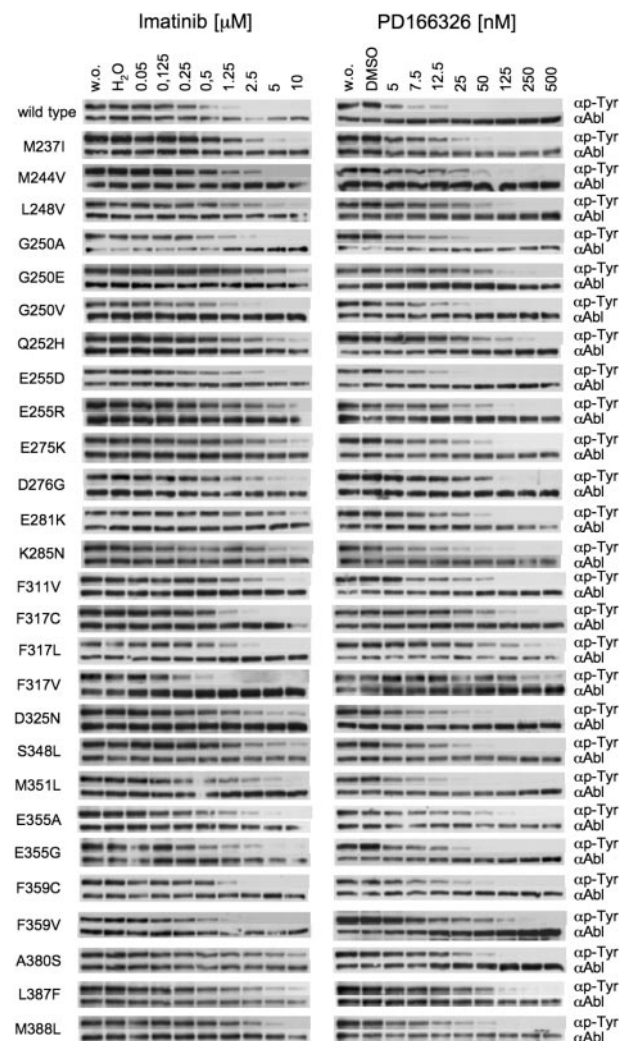 Imatinib [µM] PD166326 [nM]
w.o. H₂O 0.05 0,125 0.25 0,5 1.25 2.5 5 10 w.o. DMSO 5 7.5 12.5 25 50 125 250 500
wild type αp-Tyr
αAbl
M237I αp-Tyr
αAbl
M244V αp-Tyr
αAbl
L248V αp-Tyr
αAbl
G250A αp-Tyr
αAbl
G250E αp-Tyr
αAbl
G250V αp-Tyr
αAbl
Q252H αp-Tyr
αAbl
E255D αp-Tyr
αAbl
E255R αp-Tyr
αAbl
E275K αp-Tyr
αAbl
D276G αp-Tyr
αAbl
E281K αp-Tyr
αAbl
K285N αp-Tyr
αAbl
F311V αp-Tyr
αAbl
F317C αp-Tyr
αAbl
F317L αp-Tyr
αAbl
F317V αp-Tyr
αAbl
D325N αp-Tyr
αAbl
S348L αp-Tyr
αAbl
M351L αp-Tyr
αAbl
E355A αp-Tyr
αAbl
E355G αp-Tyr
αAbl
F359C αp-Tyr
αAbl
F359V αp-Tyr
αAbl
A380S αp-Tyr
αAbl
L387F αp-Tyr
αAbl
M388L αp-Tyr
αAbl